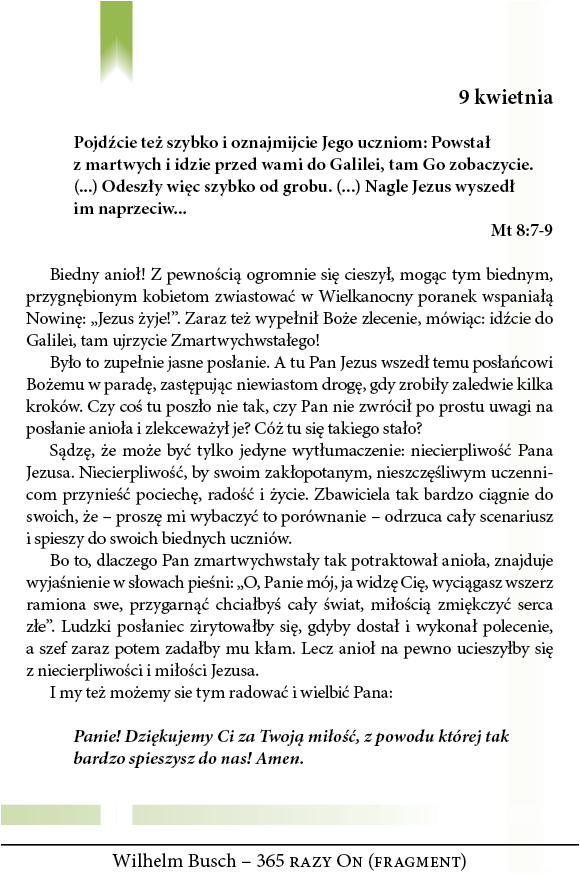 9 kwietnia
Pojdźcie też szybko i oznajmijcie Jego uczniom: Powstał
z martwych i idzie przed wami do Galilei, tam Go zobaczycie.
(...) Odeszły więc szybko od grobu. (...) Nagle Jezus wyszedł
im naprzeciw...
Mt 8:7-9
Biedny anioł! Z pewnością ogromnie się cieszył, mogąc tym biednym,
przygnębionym kobietom zwiastować w Wielkanocny poranek wspaniałą
Nowinę: „Jezus żyje!”. Zaraz też wypełnił Boże zlecenie, mówiąc: idźcie do
Galilei, tam ujrzycie Zmartwychwstałego!
Było to zupełnie jasne posłanie. A tu Pan Jezus wszedł temu posłańcowi
Bożemu w paradę, zastępując niewiastom drogę, gdy zrobiły zaledwie kilka
kroków. Czy coś tu poszło nie tak, czy Pan nie zwrócił po prostu uwagi na
posłanie anioła i zlekceważył je? Cóż tu się takiego stało?
Sądzę, że może być tylko jedyne wytłumaczenie: niecierpliwość Pana
Jezusa. Niecierpliwość, by swoim zakłopotanym, nieszczęśliwym uczenni-
com przynieść pociechę, radość i życie. Zbawiciela tak bardzo ciągnie do
swoich, że – proszę mi wybaczyć to porównanie – odrzuca cały scenariusz
i spieszy do swoich biednych uczniów.
Bo to, dlaczego Pan zmartwychwstały tak potraktował anioła, znajduje
wyjaśnienie w słowach pieśni: „O, Panie mój, ja widzę Cię, wyciągasz wszerz
ramiona swe, przygarnąć chciałbyś cały świat, miłością zmiękczyć serca
złe”. Ludzki posłaniec zirytowałby się, gdyby dostał i wykonał polecenie,
a szef zaraz potem zadałby mu kłam. Lecz anioł na pewno ucieszyłby się
z niecierpliwości i miłości Jezusa.
I my też możemy sie tym radować i wielbić Pana:
Panie! Dziękujemy Ci za Twoją miłość, z powodu której tak
bardzo spieszysz do nas! Amen.
Wilhelm Busch – 365 RAZY ON (FRAGMENT)